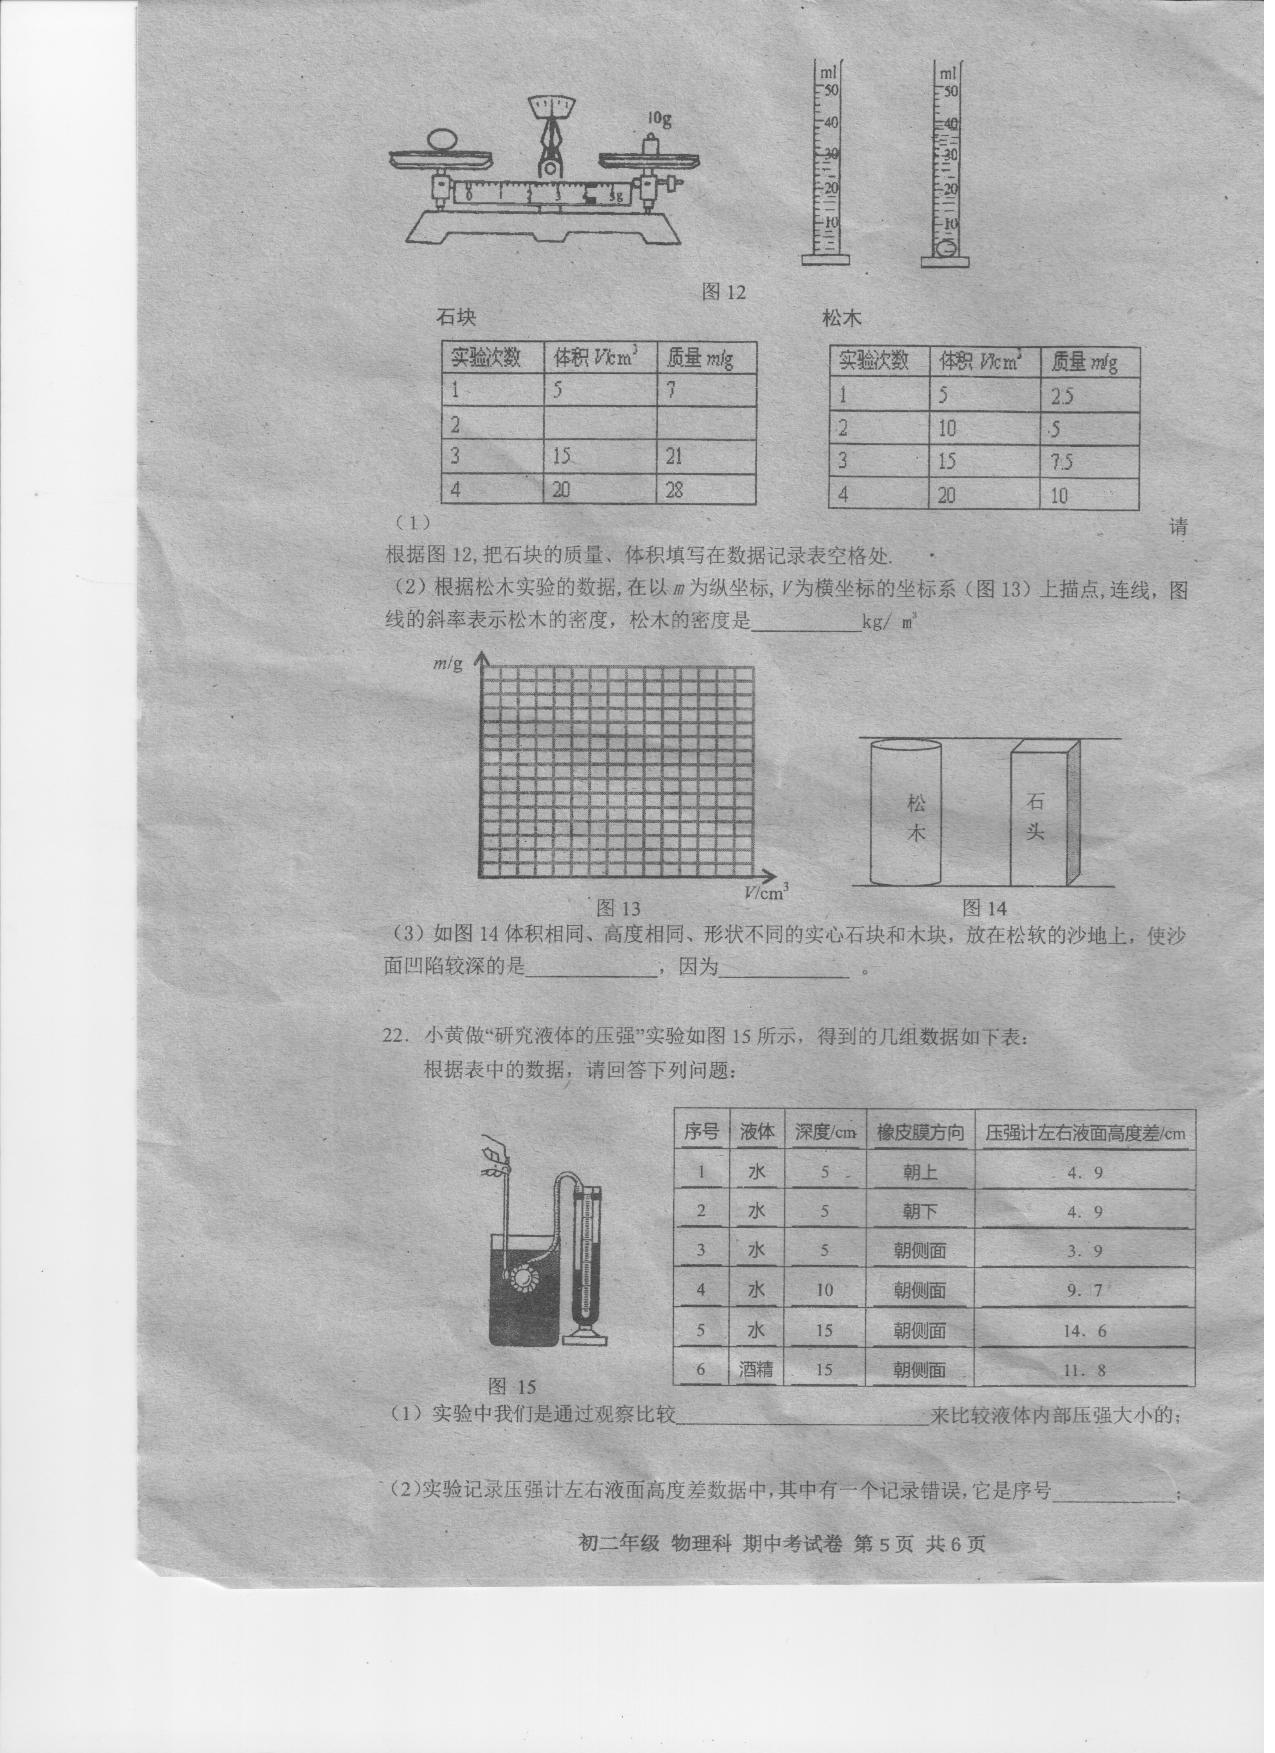 10g
ml
50
40
30
20
10
ml
50
40
30
20
10
0 1 2 3 4 5g
图 12
石块
实验次数 体积 V/cm³ 质量 m/g
1 5 7
2
3 15 21
4 20 28
松木
实验次数 体积 V/cm³ 质量 m/g
1 5 2.5
2 10 5
3 15 7.5
4 20 10
（1） 请
根据图 12,把石块的质量、体积填写在数据记录表空格处.
（2）根据松木实验的数据,在以 m 为纵坐标, V 为横坐标的坐标系（图 13）上描点,连线，图
线的斜率表示松木的密度，松木的密度是__________kg/ m³
m/g
V/cm³
图 13
松木
石头
图 14
（3）如图 14 体积相同、高度相同、形状不同的实心石块和木块，放在松软的沙地上，使沙
面凹陷较深的是____________，因为____________ 。
22．小黄做“研究液体的压强”实验如图 15 所示，得到的几组数据如下表：
根据表中的数据，请回答下列问题：
序号 液体 深度/cm 橡皮膜方向 压强计左右液面高度差/cm
1 水 5 朝上 4．9
2 水 5 朝下 4．9
3 水 5 朝侧面 3．9
4 水 10 朝侧面 9．7
5 水 15 朝侧面 14．6
6 酒精 15 朝侧面 11．8
图 15
（1）实验中我们是通过观察比较_______________________来比较液体内部压强大小的；
（2）实验记录压强计左右液面高度差数据中,其中有一个记录错误,它是序号___________；
初二年级 物理科 期中考试卷 第 5 页 共 6 页